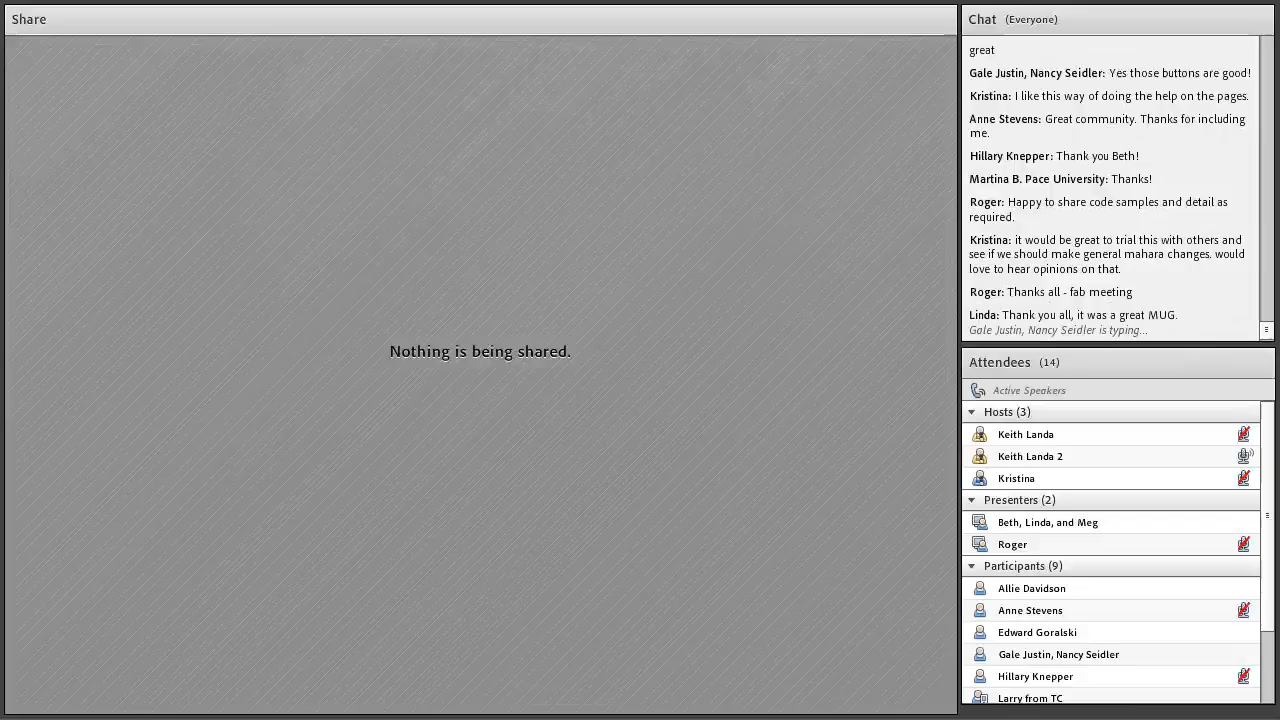 Share
Nothing is being shared.
Chat (Everyone)
great
Gale Justin, Nancy Seidler: Yes those buttons are good!
Kristina: I like this way of doing the help on the pages.
Anne Stevens: Great community. Thanks for including
me.
Hillary Knepper: Thank you Beth!
Martina B. Pace University: Thanks!
Roger: Happy to share code samples and detail as
required.
Kristina: it would be great to trial this with others and
see if we should make general mahara changes. would
love to hear opinions on that.
Roger: Thanks all - fab meeting
Linda: Thank you all, it was a great MUG.
Gale Justin, Nancy Seidler is typing...
Attendees (14)
Active Speakers
Hosts (3)
Keith Landa
Keith Landa 2
Kristina
Presenters (2)
Beth, Linda, and Meg
Roger
Participants (9)
Allie Davidson
Anne Stevens
Edward Goralski
Gale Justin, Nancy Seidler
Hillary Knepper
Larry from TC